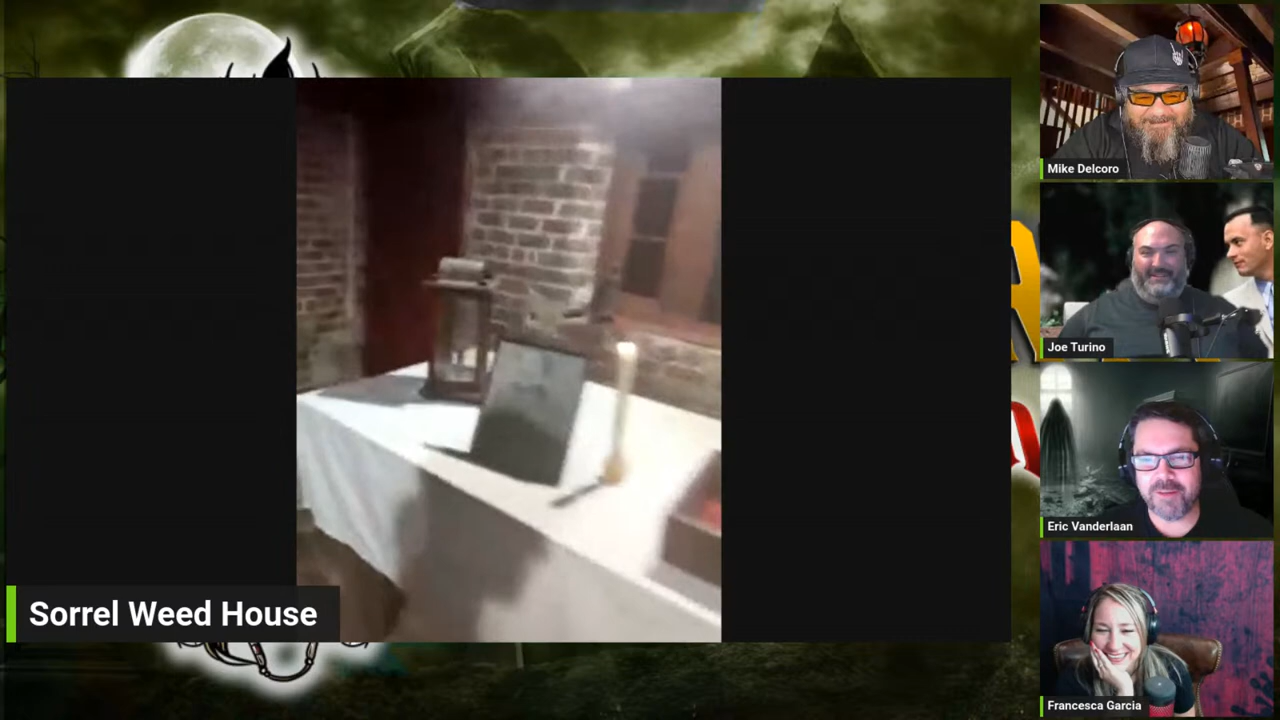 Sorrel Weed House
Mike Delcoro
Joe Turino
Eric Vanderlaan
Francesca Garcia